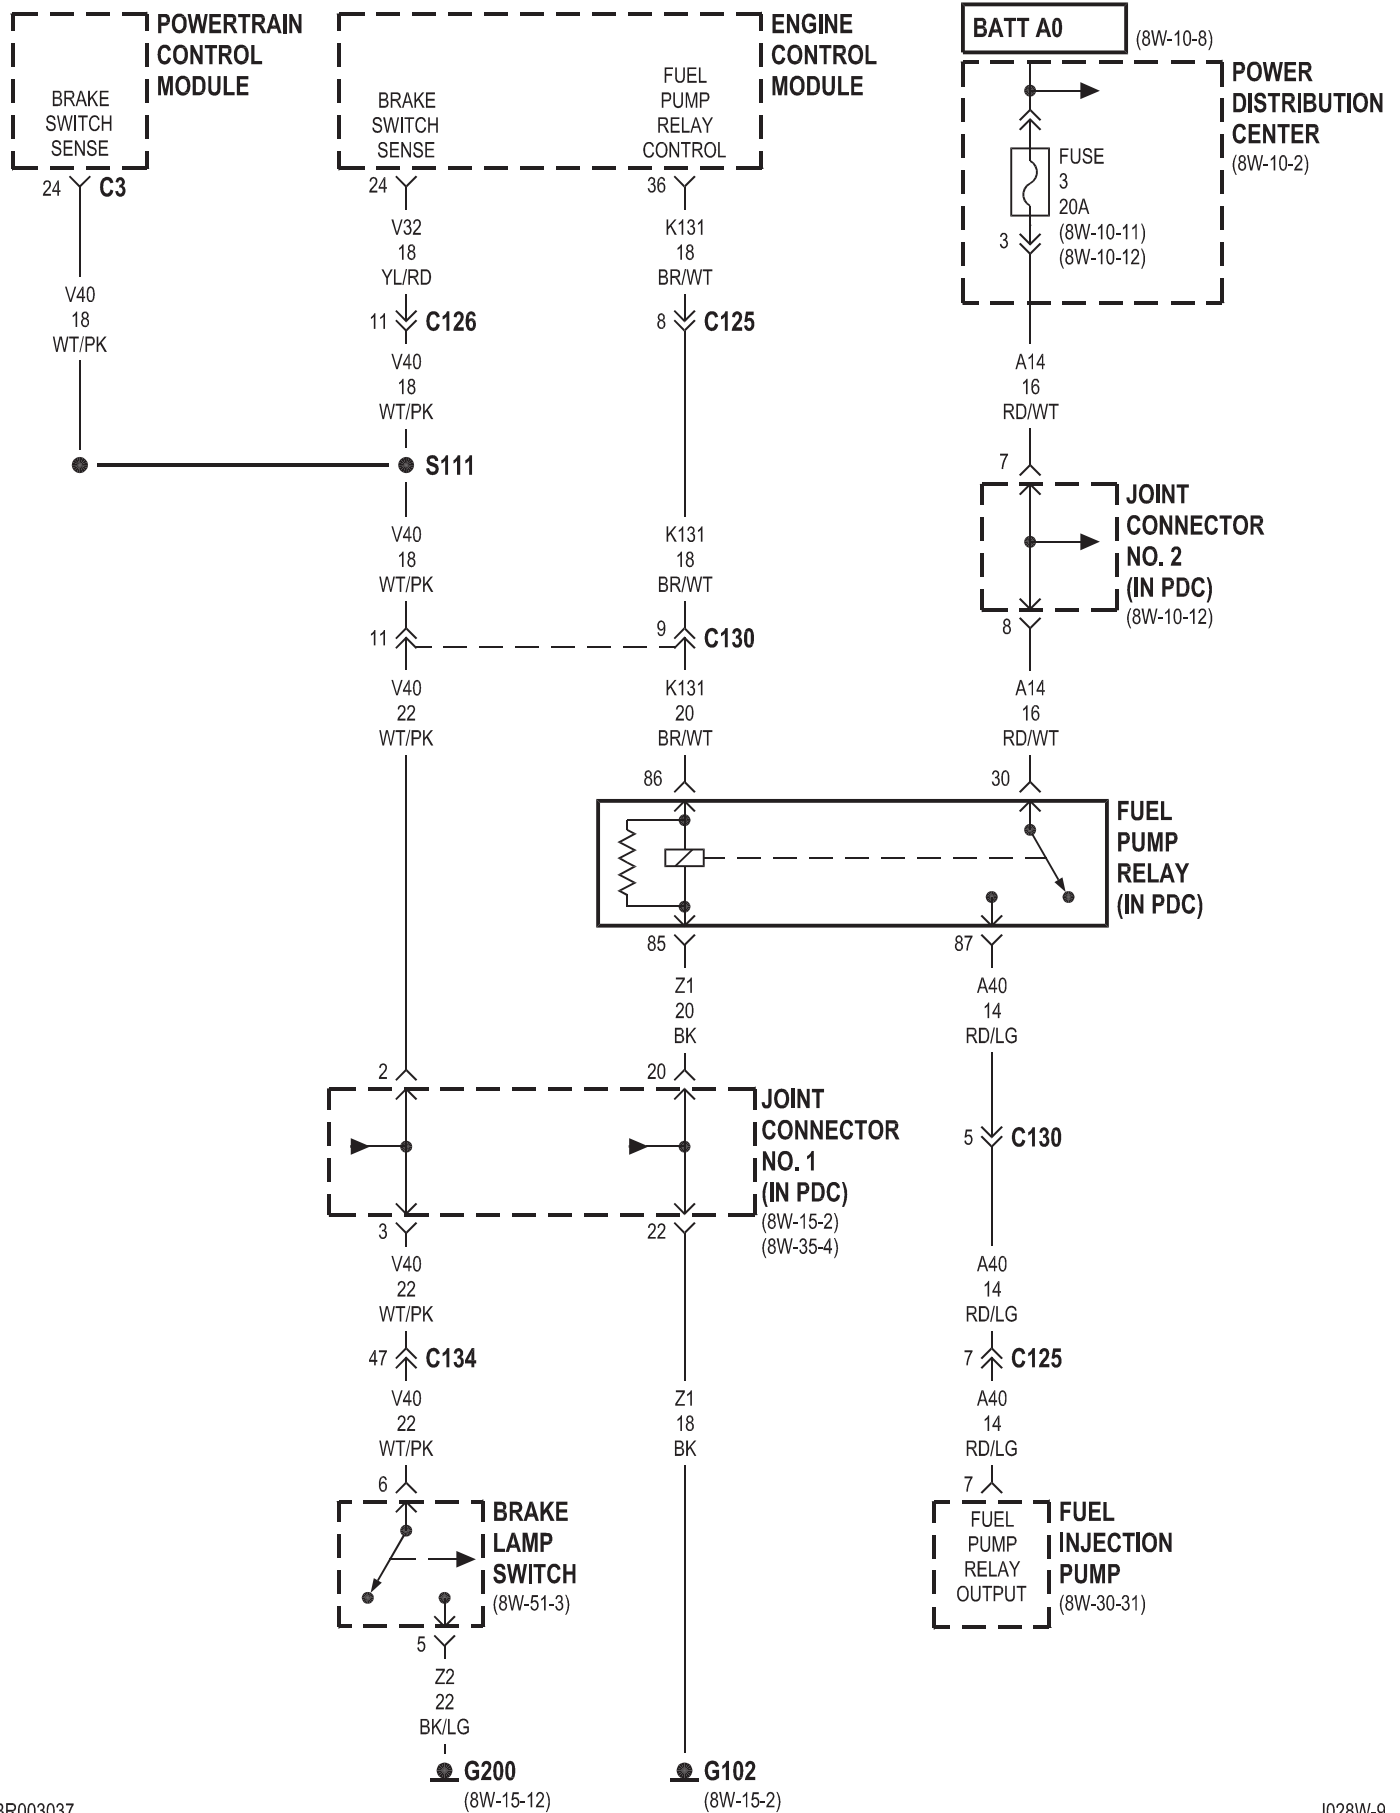 POWERTRAIN
CONTROL
MODULE
BRAKE
SWITCH
SENSE
24
C3
V40
18
WT/PK
ENGINE
CONTROL
MODULE
BRAKE
SWITCH
SENSE
FUEL
PUMP
RELAY
CONTROL
24
V32
18
YL/RD
11
C126
V40
18
WT/PK
S111
V40
18
WT/PK
11
V40
22
WT/PK
36
K131
18
BR/WT
8
C125
K131
18
BR/WT
9
C130
K131
20
BR/WT
BATT A0
(8W-10-8)
POWER
DISTRIBUTION
CENTER
(8W-10-2)
FUSE
3
20A
(8W-10-11)
(8W-10-12)
3
A14
16
RD/WT
7
JOINT
CONNECTOR
NO. 2
(IN PDC)
(8W-10-12)
8
A14
16
RD/WT
86
30
FUEL
PUMP
RELAY
(IN PDC)
85
87
Z1
20
BK
A40
14
RD/LG
2
20
JOINT
CONNECTOR
NO. 1
(IN PDC)
(8W-15-2)
(8W-35-4)
5
C130
3
22
V40
22
WT/PK
A40
14
RD/LG
47
C134
7
C125
V40
22
WT/PK
Z1
18
BK
A40
14
RD/LG
6
7
BRAKE
LAMP
SWITCH
(8W-51-3)
FUEL
PUMP
RELAY
OUTPUT
FUEL
INJECTION
PUMP
(8W-30-31)
5
Z2
22
BK/LG
G200
(8W-15-12)
G102
(8W-15-2)
BR003037
J028W-9